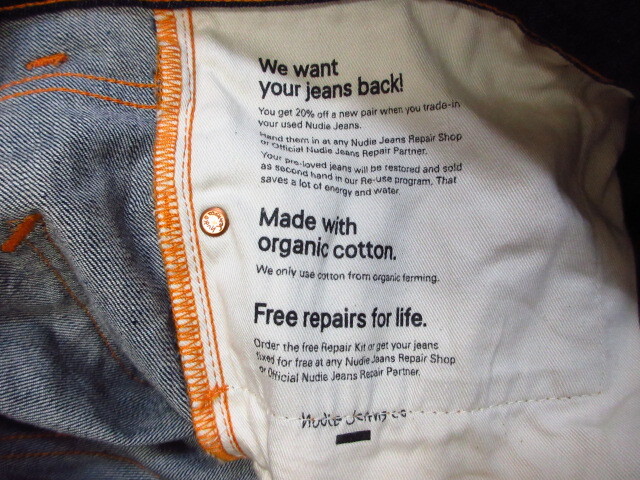 We want
your jeans back!
You get 20% off a new pair when you trade-in
your used Nudie Jeans.
Hand them in at any Nudie Jeans Repair Shop
or Official Nudie Jeans Repair Partner.
Your pre-loved jeans will be restored and sold
as second hand in our Re-use program. That
saves a lot of energy and water.
Made with
organic cotton.
We only use cotton from organic ferming.
Free repairs for life.
Order the free Repair Kit or get your jeans
fixed for free at any Nudie Jaans Repair Shop
or Official Nudie Jeans Repair Partner.
Nudie Jeans co